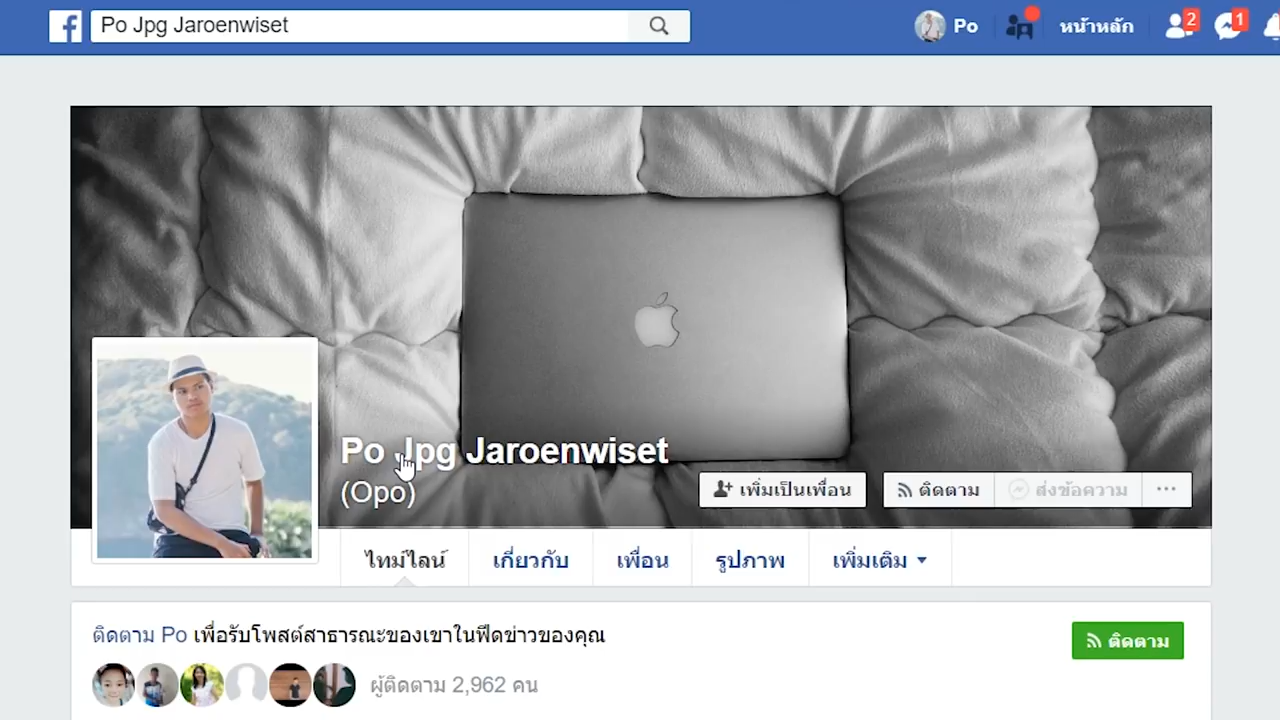 f
Po Jpg Jaroenwiset
Po
หน้าหลัก
2
1
Po Jpg Jaroenwiset
(Opo)
เพิ่มเป็นเพื่อน
ติดตาม
ส่งข้อความ
ไทม์ไลน์
เกี่ยวกับ
เพื่อน
รูปภาพ
เพิ่มเติม
ติดตาม Po เพื่อรับโพสต์สาธารณะของเขาในฟีดข่าวของคุณ
ติดตาม
ผู้ติดตาม 2,962 คน